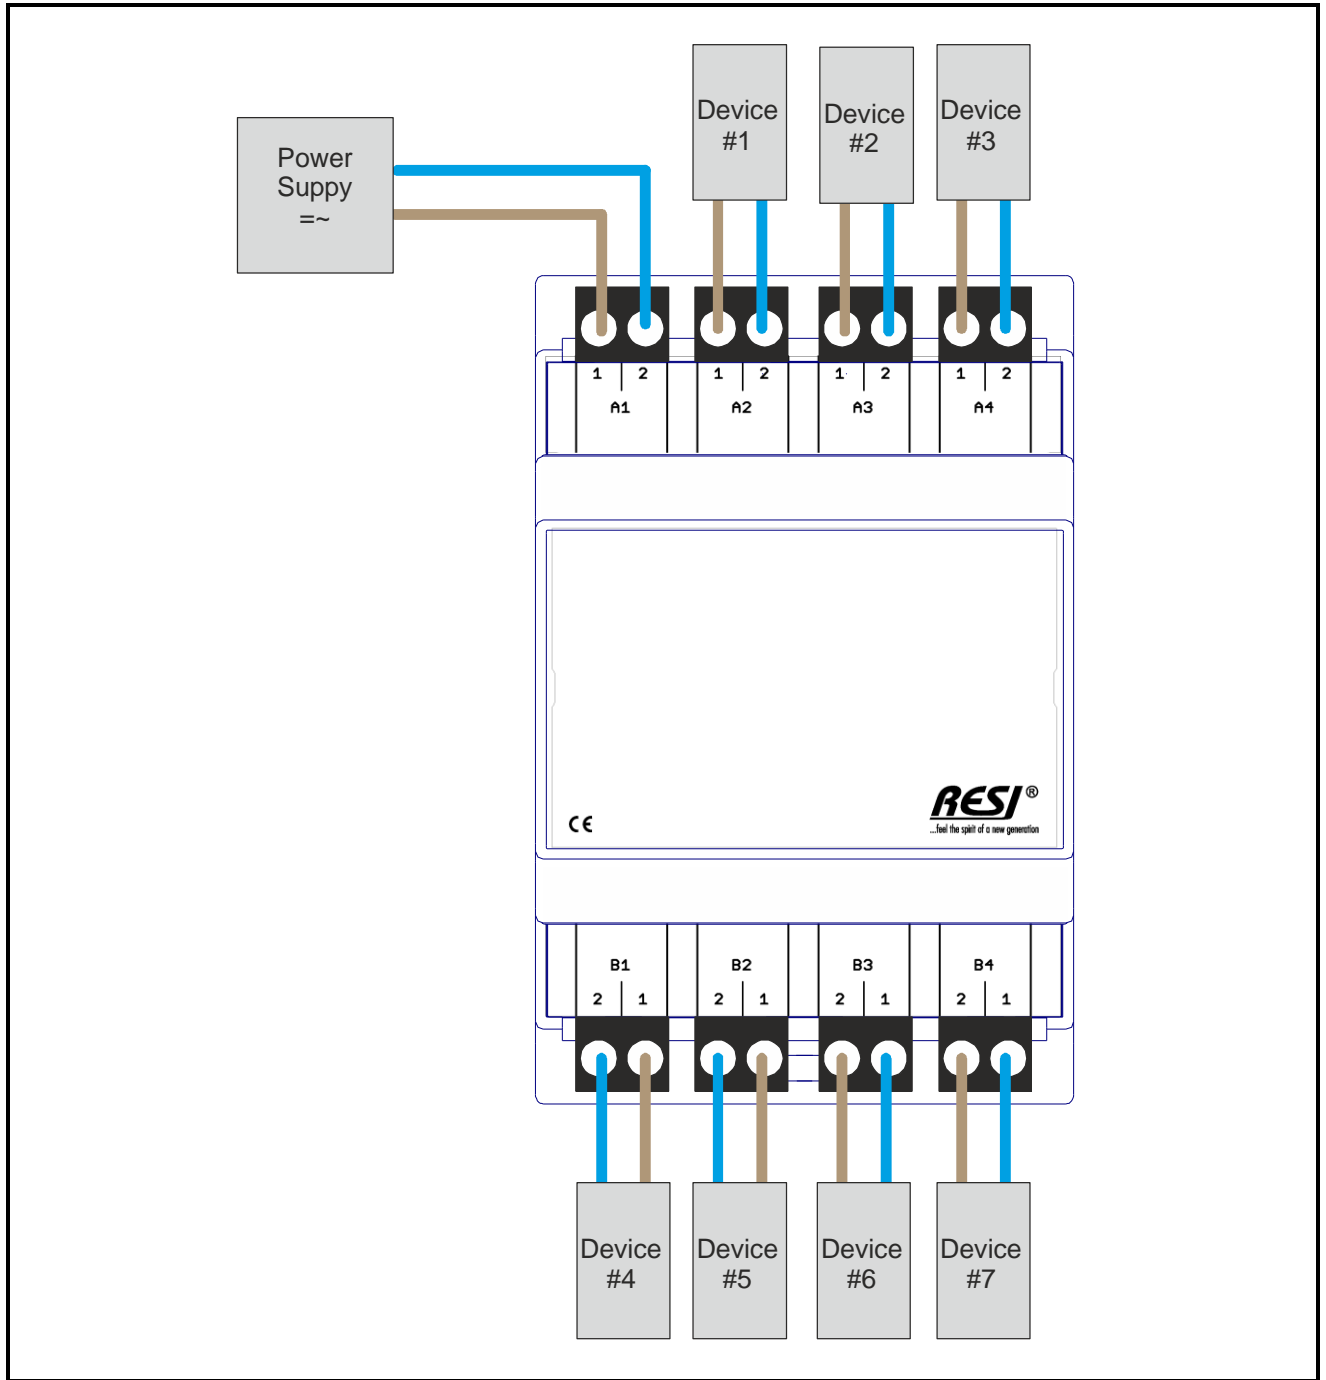 Device
#1
Device
#2
Device
#3
Power
Suppy
=~
1 2
A1
1 2
A2
1 2
A3
1 2
A4
CE
RESI®
...feel the spirit of a new generation
B1
2 1
B2
2 1
B3
2 1
B4
2 1
Device
#4
Device
#5
Device
#6
Device
#7